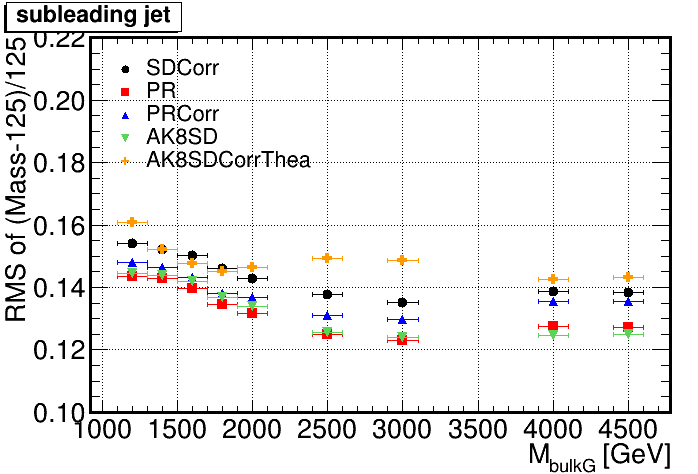 subleading jet
RMS of (Mass-125)/125
0.22
0.20
0.18
0.16
0.14
0.12
0.10
SDCorr
PR
PRCorr
AK8SD
AK8SDCorrThea
1000 1500 2000 2500 3000 3500 4000 4500
M_bulkG [GeV]